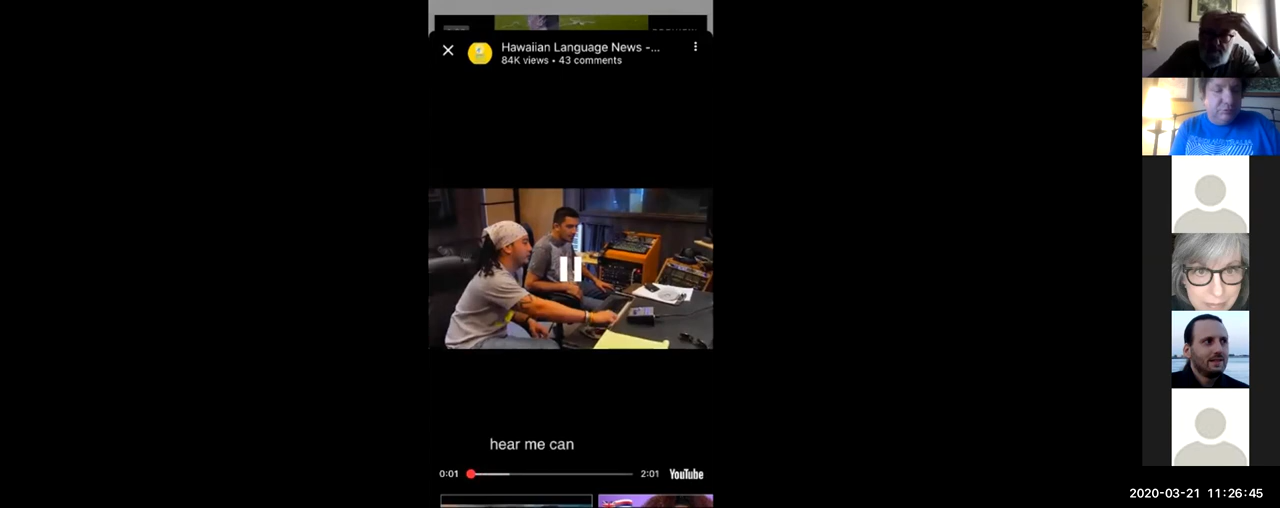 Hawaiian Language News -...
84K views • 43 comments
hear me can
0:01
2:01
YouTube
2020-03-21 11:26:45